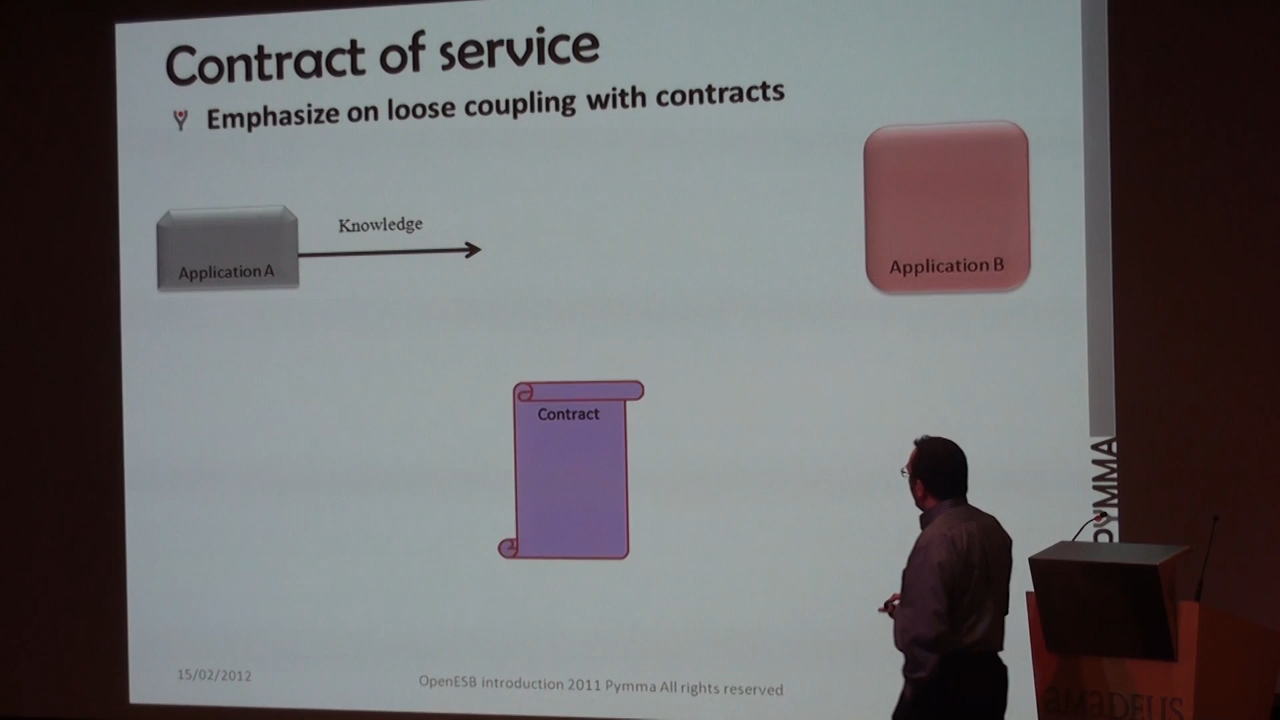 Contract of service
Emphasize on loose coupling with contracts
Knowledge
Application A
Application B
Contract
PYMMA
15/02/2012
OpenESB introduction 2011 Pymma All rights reserved
amaDEUS